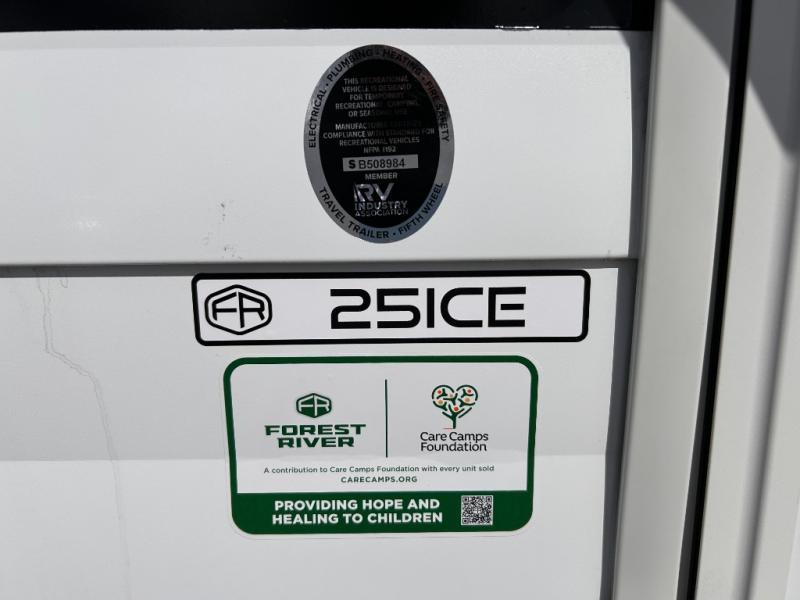 ELECTRICAL • PLUMBING • HEATING • FIRE SAFETY
THIS RECREATIONAL
VEHICLE IS DESIGNED
FOR TEMPORARY
RECREATIONAL, CAMPING,
OR SEASONAL USE
MANUFACTURER CERTIFIES
COMPLIANCE WITH STANDARD FOR
RECREATIONAL VEHICLES
NFPA 1192
S B508984
MEMBER
RV
INDUSTRY
ASSOCIATION
TRAVEL TRAILER • FIFTH WHEEL
FR 251CE
FR
FOREST
RIVER
Care Camps
Foundation
A contribution to Care Camps Foundation with every unit sold
CARECAMPS.ORG
PROVIDING HOPE AND
HEALING TO CHILDREN